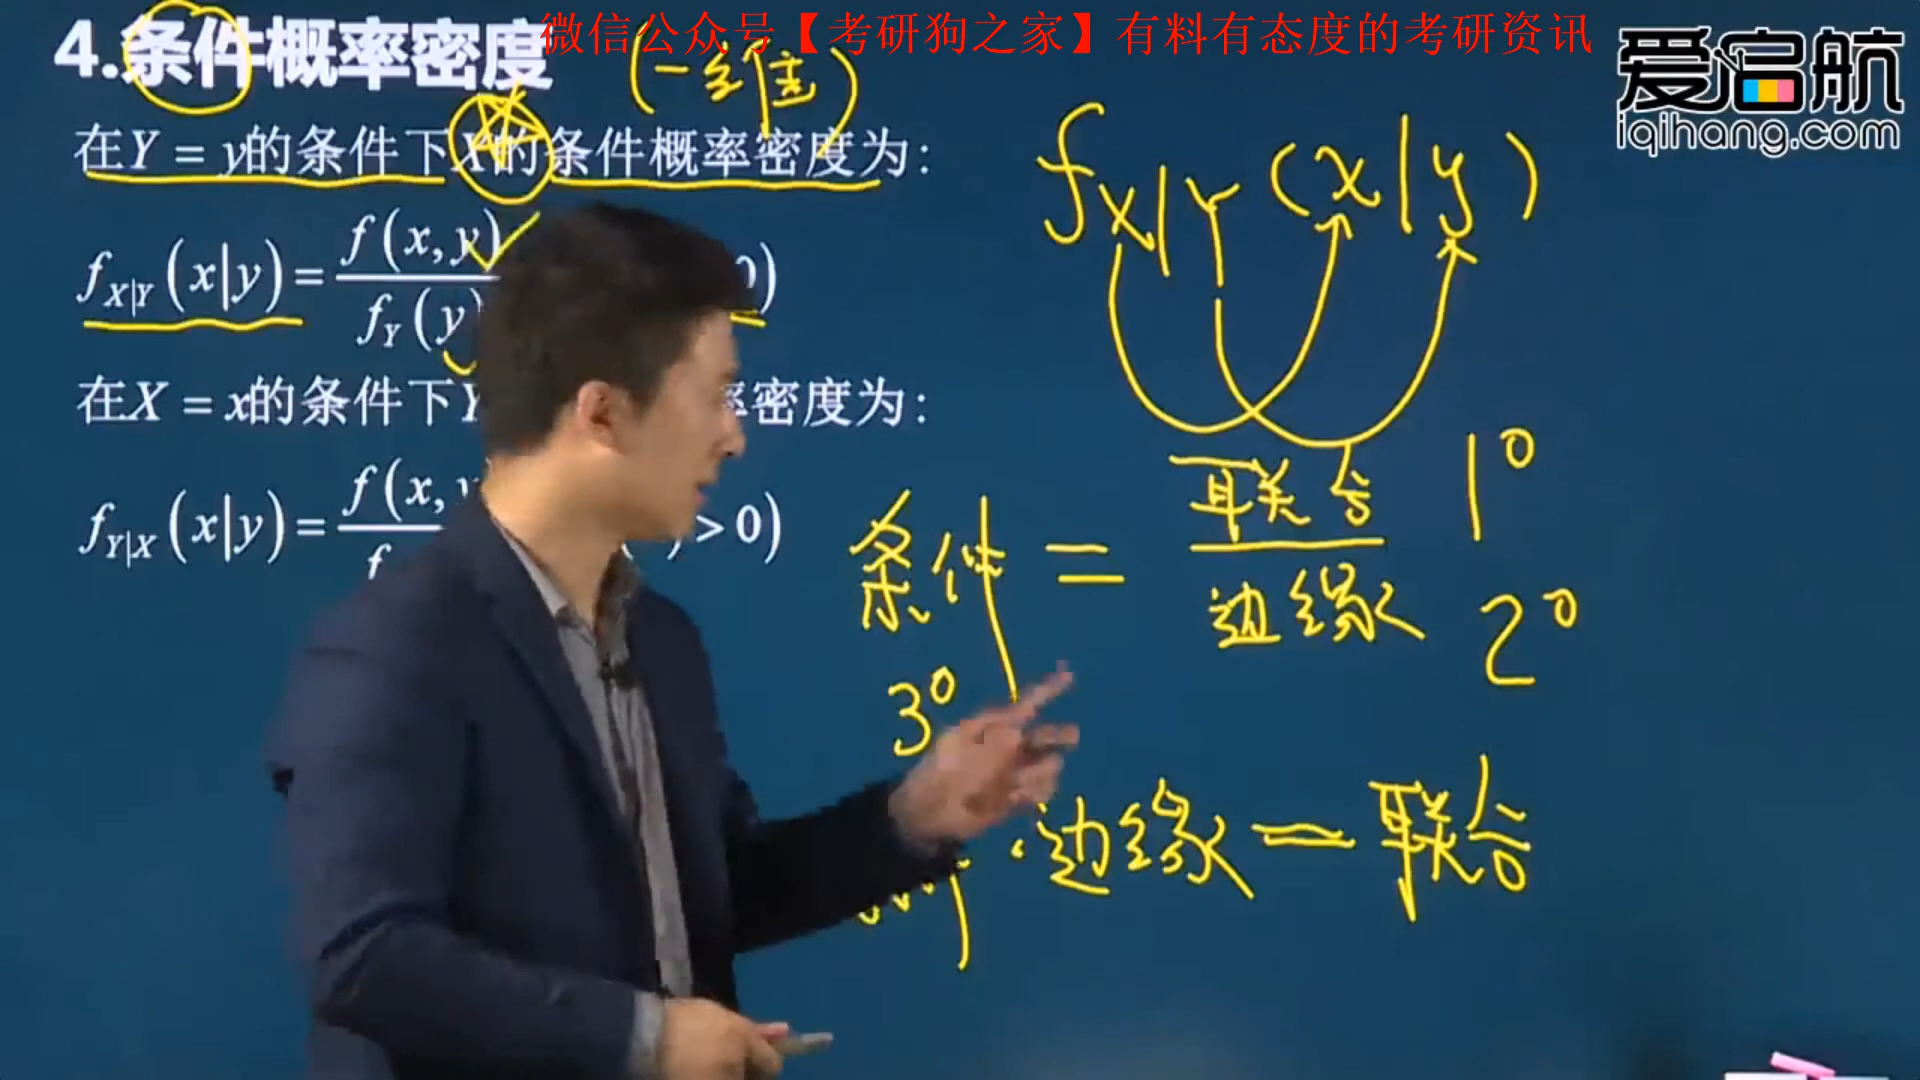 微信公众号【考研狗之家】有料有态度的考研资讯
爱启航
iqihang.com
4.条件概率密度
(一维)
在Y = y的条件下X的条件概率密度为:
f_{X|Y}(x|y)= f(x,y) / f_Y(y) 0)
在X = x的条件下Y 率密度为:
f_{Y|X}(x|y)= f(x,y / f > 0)
f_{X|Y}(x|y)
条件 = 联合 / 边缘
1°
2°
3°
·边缘 = 联合